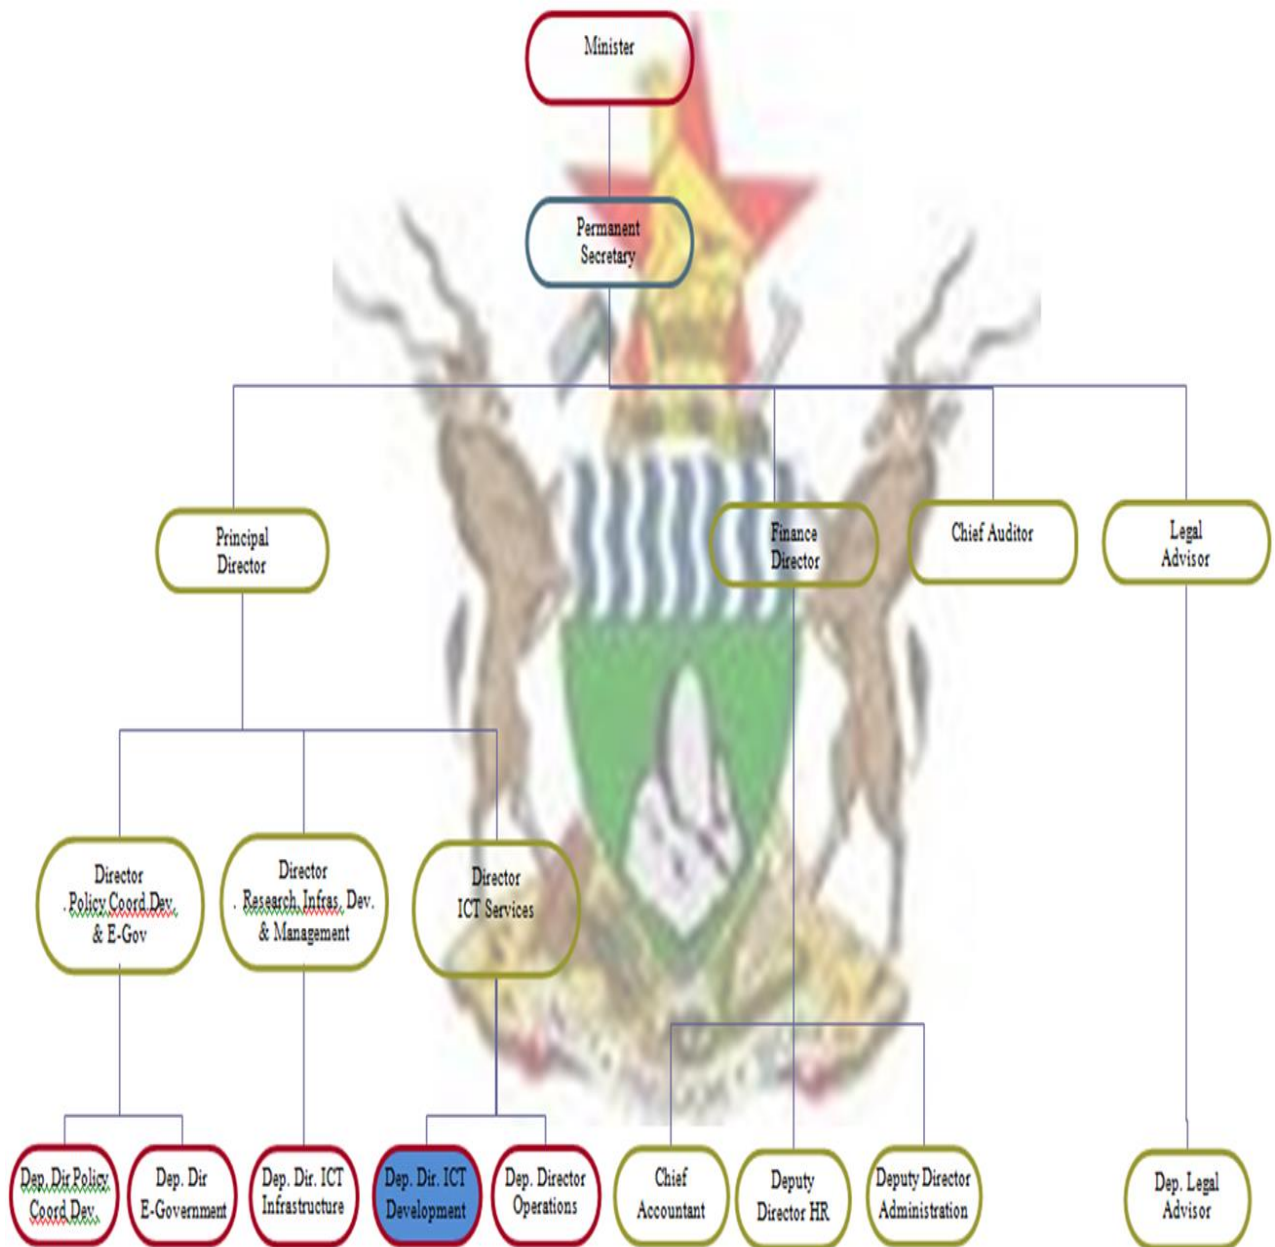 Minister
Permanent
Secretary
Principal
Director
Finance
Director
Chief Auditor
Legal
Advisor
Director
. Policy Coord.Dev.
& E-Gov
Director
. Research, Infras, Dev.
& Management
Director
ICT Services
Dep. Dir Policy
Coord Dev.
Dep. Dir
E-Government
Dep. Dir. ICT
Infrastructure
Dep. Dir. ICT
Development
Dep. Director
Operations
Chief
Accountant
Deputy
Director HR
Deputy Director
Administration
Dep. Legal
Advisor